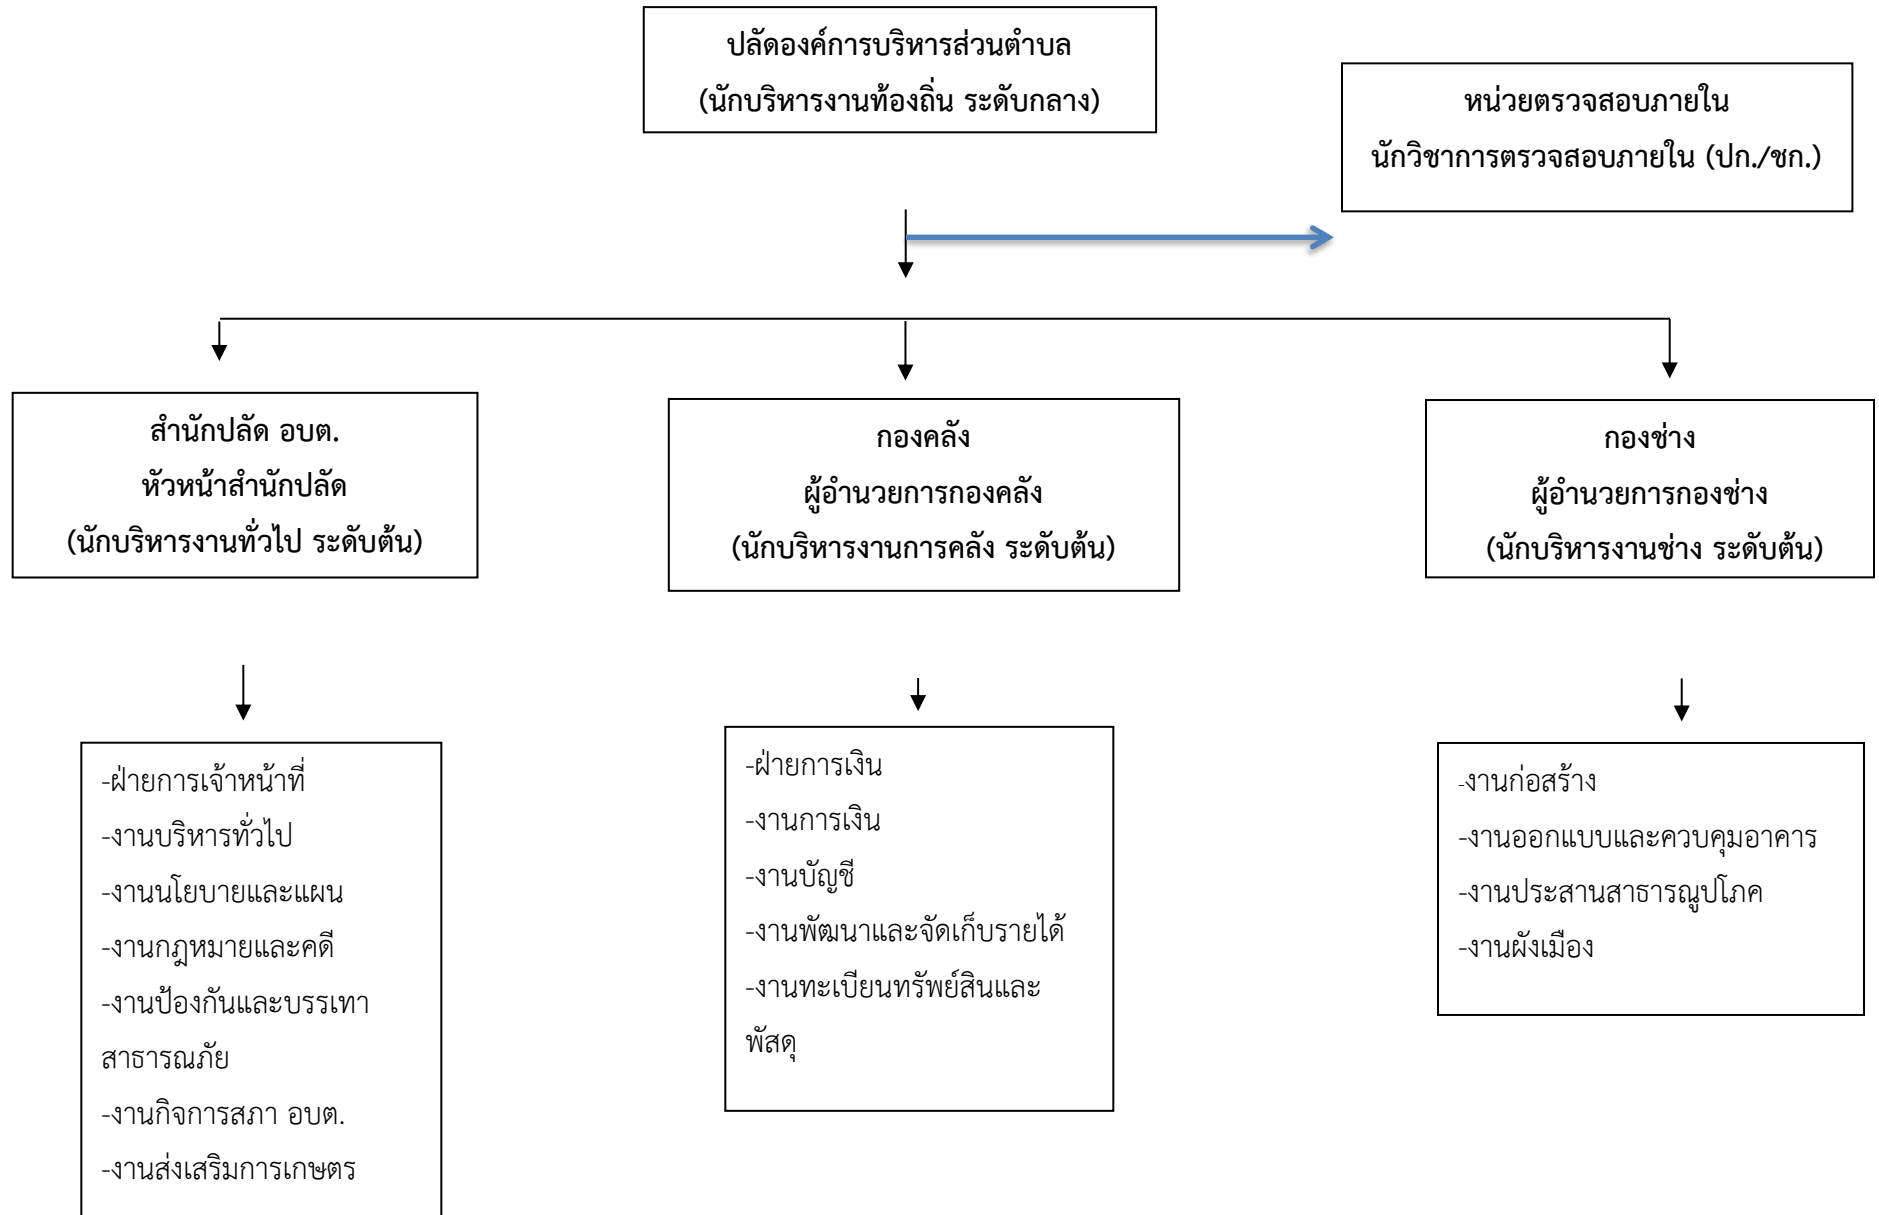 ปลัดองค์การบริหารส่วนตำบล
(นักบริหารงานท้องถิ่น ระดับกลาง)
หน่วยตรวจสอบภายใน
นักวิชาการตรวจสอบภายใน (ปก./ชก.)
สำนักปลัด อบต.
หัวหน้าสำนักปลัด
(นักบริหารงานทั่วไป ระดับต้น)
กองคลัง
ผู้อำนวยการกองคลัง
(นักบริหารงานการคลัง ระดับต้น)
กองช่าง
ผู้อำนวยการกองช่าง
(นักบริหารงานช่าง ระดับต้น)
-ฝ่ายการเจ้าหน้าที่
-งานบริหารทั่วไป
-งานนโยบายและแผน
-งานกฎหมายและคดี
-งานป้องกันและบรรเทา
สาธารณภัย
-งานกิจการสภา อบต.
-งานส่งเสริมการเกษตร
-ฝ่ายการเงิน
-งานการเงิน
-งานบัญชี
-งานพัฒนาและจัดเก็บรายได้
-งานทะเบียนทรัพย์สินและ
พัสดุ
-งานก่อสร้าง
-งานออกแบบและควบคุมอาคาร
-งานประสานสาธารณูปโภค
-งานผังเมือง